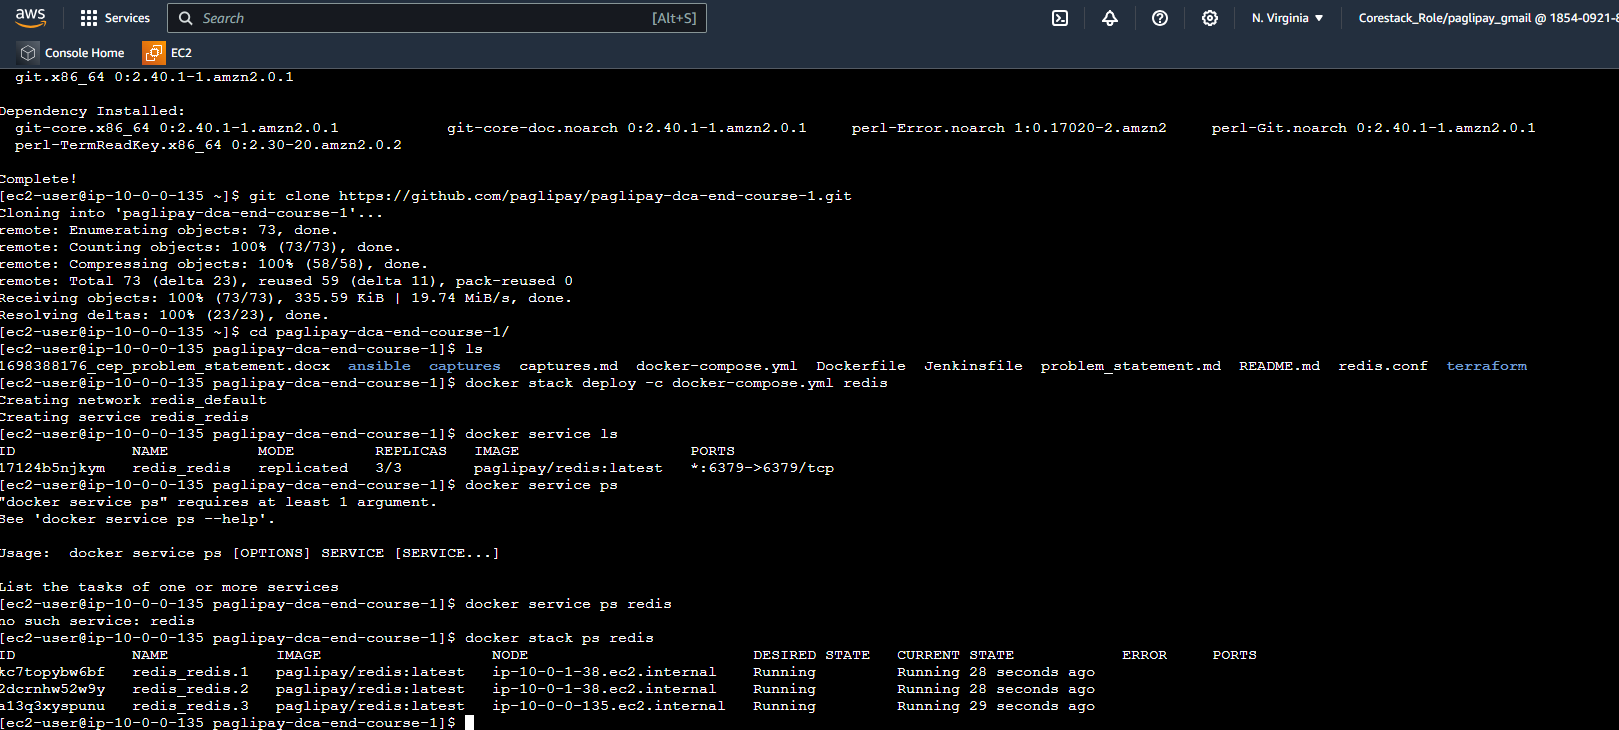 aws Services Search [Alt+S] N. Virginia ▼ Corestack_Role/paglipay_gmail @ 1854-0921-8
Console Home EC2
git.x86_64 0:2.40.1-1.amzn2.0.1
Dependency Installed:
git-core.x86_64 0:2.40.1-1.amzn2.0.1 git-core-doc.noarch 0:2.40.1-1.amzn2.0.1 perl-Error.noarch 1:0.17020-2.amzn2 perl-Git.noarch 0:2.40.1-1.amzn2.0.1
perl-TermReadKey.x86_64 0:2.30-20.amzn2.0.2
Complete!
[ec2-user@ip-10-0-0-135 ~]$ git clone https://github.com/paglipay/paglipay-dca-end-course-1.git
Cloning into 'paglipay-dca-end-course-1'...
remote: Enumerating objects: 73, done.
remote: Counting objects: 100% (73/73), done.
remote: Compressing objects: 100% (58/58), done.
remote: Total 73 (delta 23), reused 59 (delta 11), pack-reused 0
Receiving objects: 100% (73/73), 335.59 KiB | 19.74 MiB/s, done.
Resolving deltas: 100% (23/23), done.
[ec2-user@ip-10-0-0-135 ~]$ cd paglipay-dca-end-course-1/
[ec2-user@ip-10-0-0-135 paglipay-dca-end-course-1]$ ls
1698388176_cep_problem_statement.docx ansible captures captures.md docker-compose.yml Dockerfile Jenkinsfile problem_statement.md README.md redis.conf terraform
[ec2-user@ip-10-0-0-135 paglipay-dca-end-course-1]$ docker stack deploy -c docker-compose.yml redis
Creating network redis_default
Creating service redis_redis
[ec2-user@ip-10-0-0-135 paglipay-dca-end-course-1]$ docker service ls
ID NAME MODE REPLICAS IMAGE PORTS
17124b5njkym redis_redis replicated 3/3 paglipay/redis:latest *:6379->6379/tcp
[ec2-user@ip-10-0-0-135 paglipay-dca-end-course-1]$ docker service ps
"docker service ps" requires at least 1 argument.
See 'docker service ps --help'.
Usage: docker service ps [OPTIONS] SERVICE [SERVICE...]
List the tasks of one or more services
[ec2-user@ip-10-0-0-135 paglipay-dca-end-course-1]$ docker service ps redis
no such service: redis
[ec2-user@ip-10-0-0-135 paglipay-dca-end-course-1]$ docker stack ps redis
ID NAME IMAGE NODE DESIRED STATE CURRENT STATE ERROR PORTS
kc7topybw6bf redis_redis.1 paglipay/redis:latest ip-10-0-1-38.ec2.internal Running Running 28 seconds ago
2dcrnhw52w9y redis_redis.2 paglipay/redis:latest ip-10-0-1-38.ec2.internal Running Running 28 seconds ago
a13q3xyspunu redis_redis.3 paglipay/redis:latest ip-10-0-0-135.ec2.internal Running Running 29 seconds ago
[ec2-user@ip-10-0-0-135 paglipay-dca-end-course-1]$